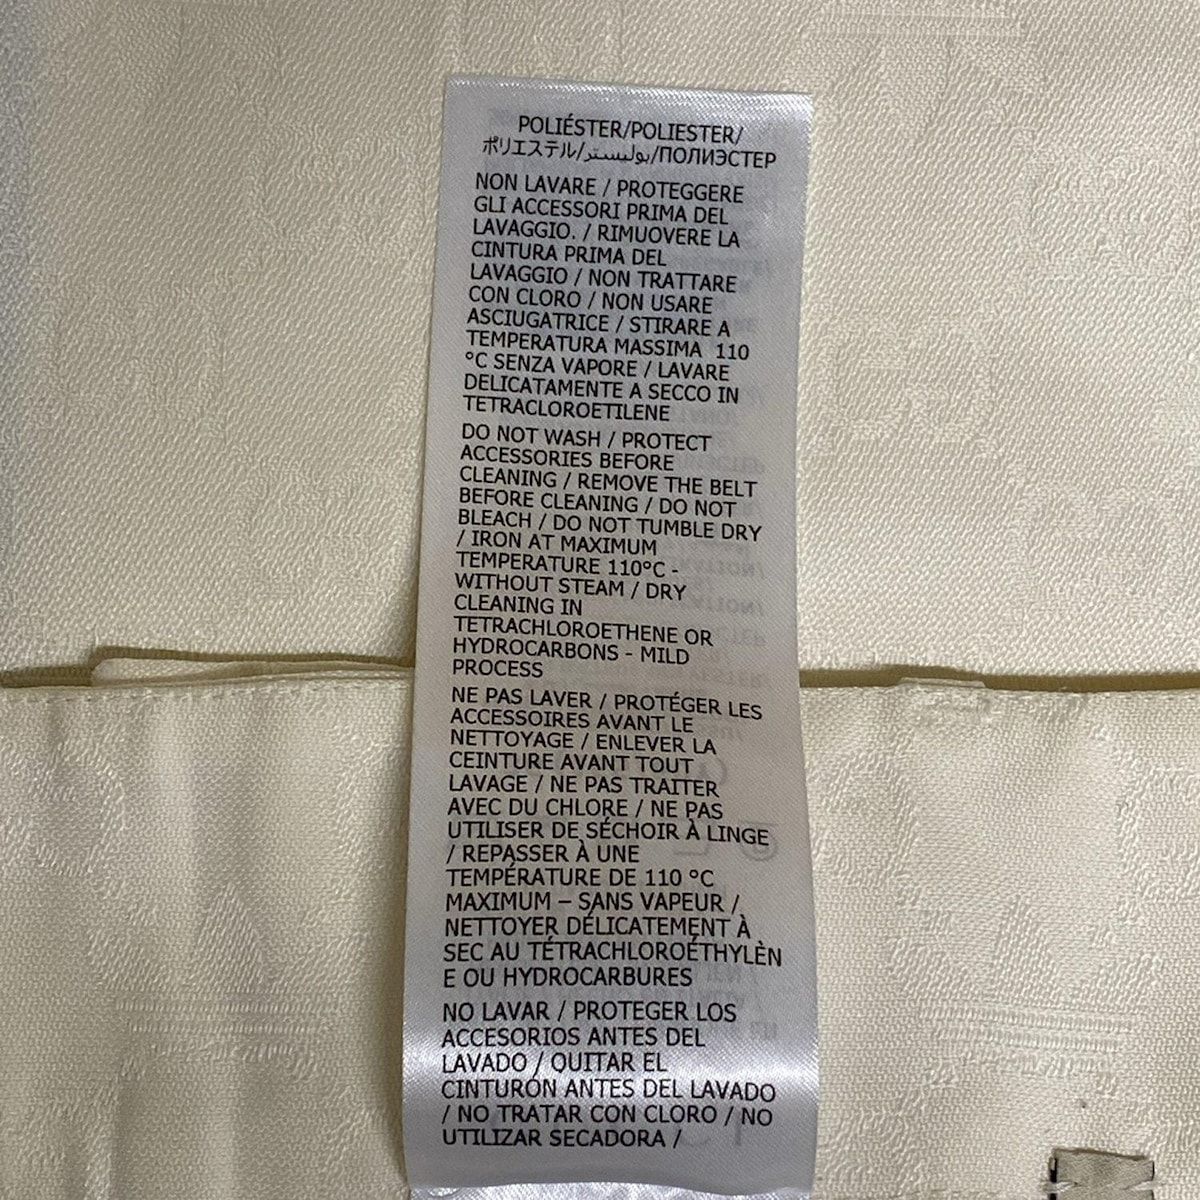 POLIÉSTER/POLIESTER/
ポリエステル/بوليستر/ПОЛИЭСТЕР
NON LAVARE / PROTEGGERE
GLI ACCESSORI PRIMA DEL
LAVAGGIO. / RIMUOVERE LA
CINTURA PRIMA DEL
LAVAGGIO / NON TRATTARE
CON CLORO / NON USARE
ASCIUGATRICE / STIRARE A
TEMPERATURA MASSIMA 110
°C SENZA VAPORE / LAVARE
DELICATAMENTE A SECCO IN
TETRACLOROETILENE
DO NOT WASH / PROTECT
ACCESSORIES BEFORE
CLEANING / REMOVE THE BELT
BEFORE CLEANING / DO NOT
BLEACH / DO NOT TUMBLE DRY
/ IRON AT MAXIMUM
TEMPERATURE 110°C -
WITHOUT STEAM / DRY
CLEANING IN
TETRACHLOROETHENE OR
HYDROCARBONS - MILD
PROCESS
NE PAS LAVER / PROTÉGER LES
ACCESSOIRES AVANT LE
NETTOYAGE / ENLEVER LA
CEINTURE AVANT TOUT
LAVAGE / NE PAS TRAITER
AVEC DU CHLORE / NE PAS
UTILISER DE SÉCHOIR À LINGE
/ REPASSER À UNE
TEMPÉRATURE DE 110 °C
MAXIMUM – SANS VAPEUR /
NETTOYER DÉLICATEMENT À
SEC AU TÉTRACHLOROÉTHYLÈN
E OU HYDROCARBURES
NO LAVAR / PROTEGER LOS
ACCESORIOS ANTES DEL
LAVADO / QUITAR EL
CINTURÓN ANTES DEL LAVADO
/ NO TRATAR CON CLORO / NO
UTILIZAR SECADORA /